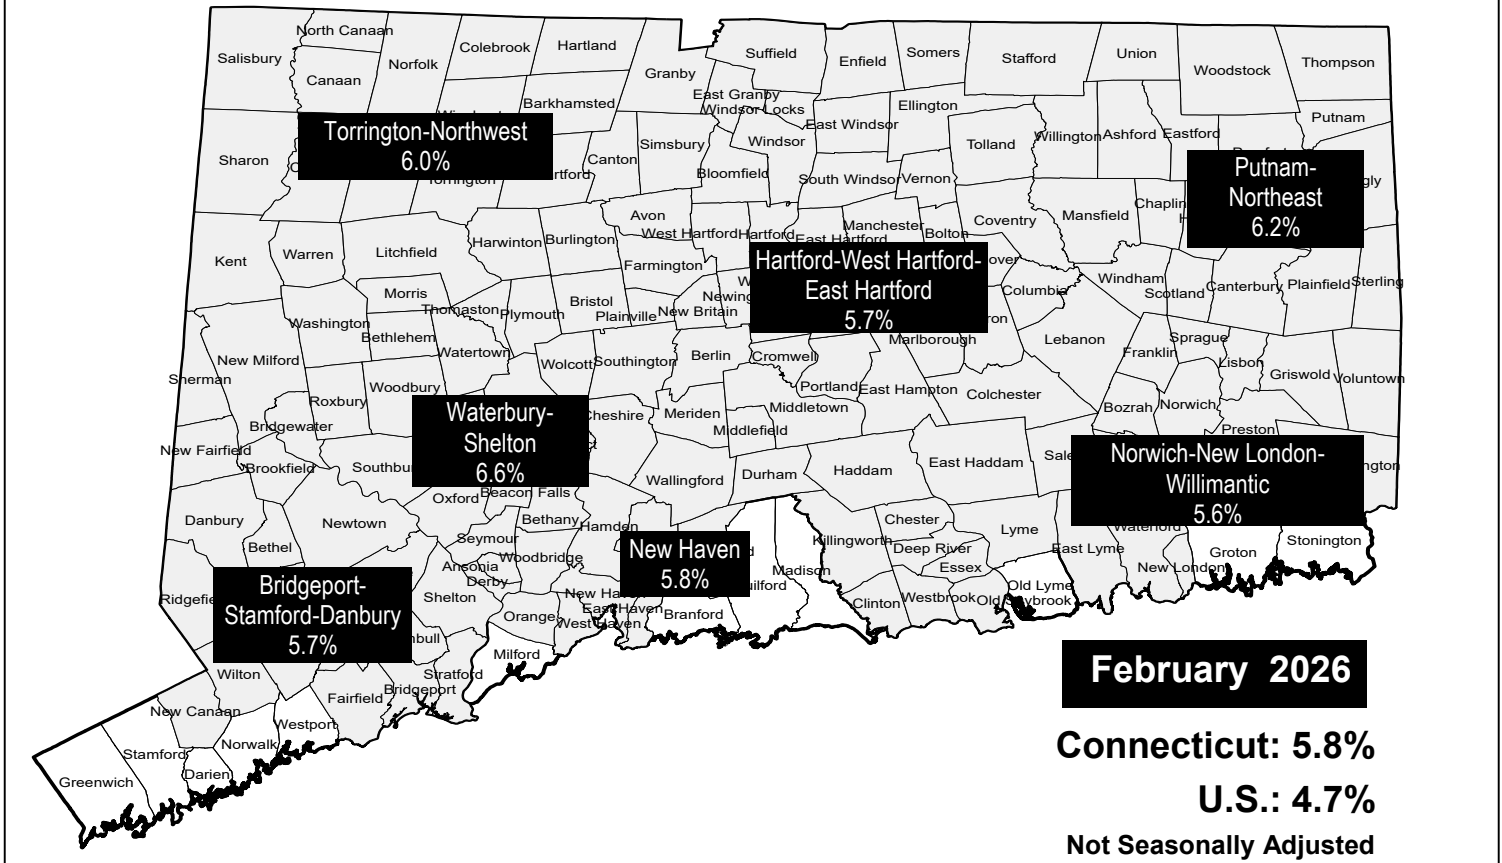 North Canaan
Salisbury
Colebrook
Hartland
Norfolk
Canaan
Granby
Suffield
Enfield
Somers
Stafford
Union
Woodstock
Thompson
Barkhamsted
East Granby
Windsor Locks
Ellington
East Windsor
Putnam
Torrington-Northwest
6.0%
Sharon
Canton
Simsbury
Windsor
Bloomfield
South Windsor
Vernon
Tolland
Willington
Ashford
Eastford
Putnam-
Northeast
6.2%
Torrington
Avon
West Hartford
Hartford
East Hartford
Manchester
Bolton
Coventry
Mansfield
Chaplin
Kent
Warren
Litchfield
Harwinton
Burlington
Farmington
Hartford-West Hartford-
East Hartford
5.7%
Columbia
Windham
Scotland
Canterbury
Plainfield
Sterling
Morris
Thomaston
Plymouth
Bristol
Plainville
New Britain
Washington
Bethlehem
Watertown
Marlborough
Lebanon
Franklin
Sprague
Lisbon
Griswold
Voluntown
New Milford
Sherman
Wolcott
Southington
Berlin
Cromwell
Portland
East Hampton
Colchester
Bozrah
Norwich
Preston
Woodbury
Roxbury
Bridgewater
Waterbury-
Shelton
6.6%
Cheshire
Meriden
Middletown
Middlefield
New Fairfield
Brookfield
Wallingford
Durham
Haddam
East Haddam
Norwich-New London-
Willimantic
5.6%
Oxford
Beacon Falls
Danbury
Newtown
Bethany
Hamden
Chester
Lyme
Waterford
Bethel
Seymour
Woodbridge
Killingworth
Deep River
Essex
East Lyme
New London
Groton
Stonington
New Haven
5.8%
Madison
Ansonia
Derby
Bridgeport-
Stamford-Danbury
5.7%
Shelton
Orange
West Haven
East Haven
Branford
Clinton
Westbrook
Old Lyme
Milford
Stratford
Wilton
Bridgeport
Fairfield
February 2026
New Canaan
Westport
Norwalk
Stamford
Darien
Greenwich
Connecticut: 5.8%
U.S.: 4.7%
Not Seasonally Adjusted